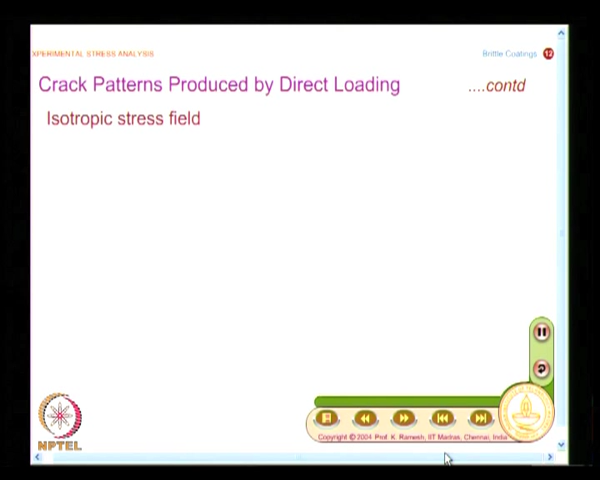 XPERIMENTAL STRESS ANALYSIS
Brittle Coatings 12
Crack Patterns Produced by Direct Loading ....contd
Isotropic stress field
NPTEL
Copyright © 2004 Prof. K. Ramesh, IIT Madras, Chennai, India